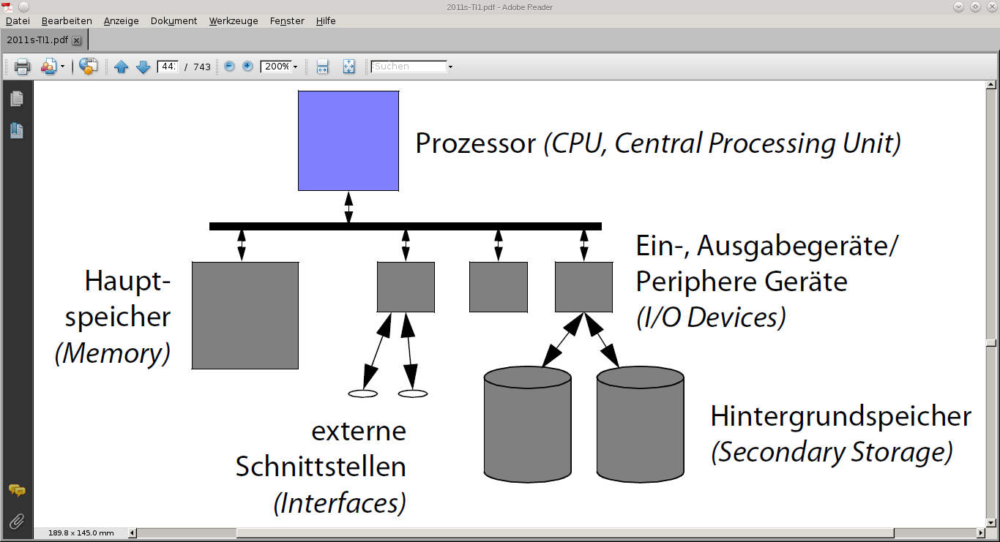 2011s-TI1.pdf - Adobe Reader
Datei Bearbeiten Anzeige Dokument Werkzeuge Fenster Hilfe
2011s-TI1.pdf
/ 743 200% Suchen
Prozessor (CPU, Central Processing Unit)
Ein-, Ausgabegeräte/
Periphere Geräte
(I/O Devices)
Haupt-
speicher
(Memory)
externe
Schnittstellen
(Interfaces)
Hintergrundspeicher
(Secondary Storage)
189.8 x 145.0 mm